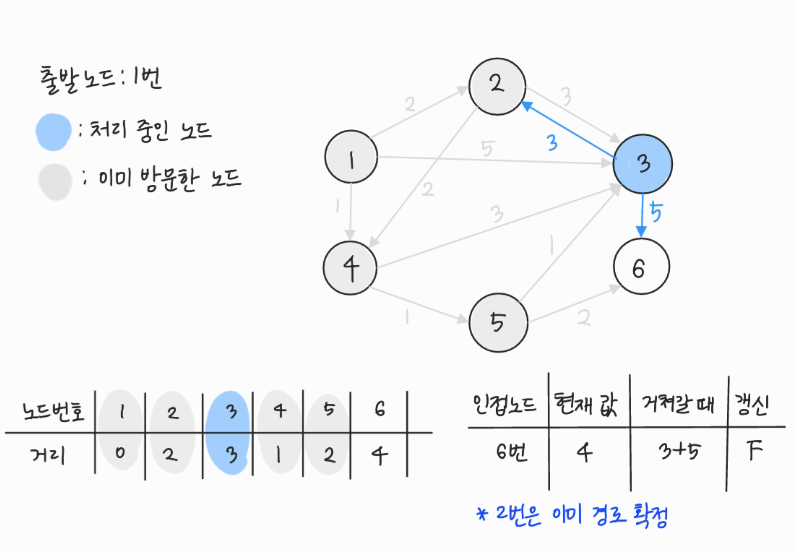 출발노드:1번
: 처리 중인 노드
: 이미 방문한 노드
1
2
3
4
5
6
2
3
5
3
2
1
3
5
1
1
2
노드번호 1 2 3 4 5 6
거리 0 2 3 1 2 4
인접노드 현재 값 거쳐갈 때 갱신
6번 4 3+5 F
* 2번은 이미 경로 확정